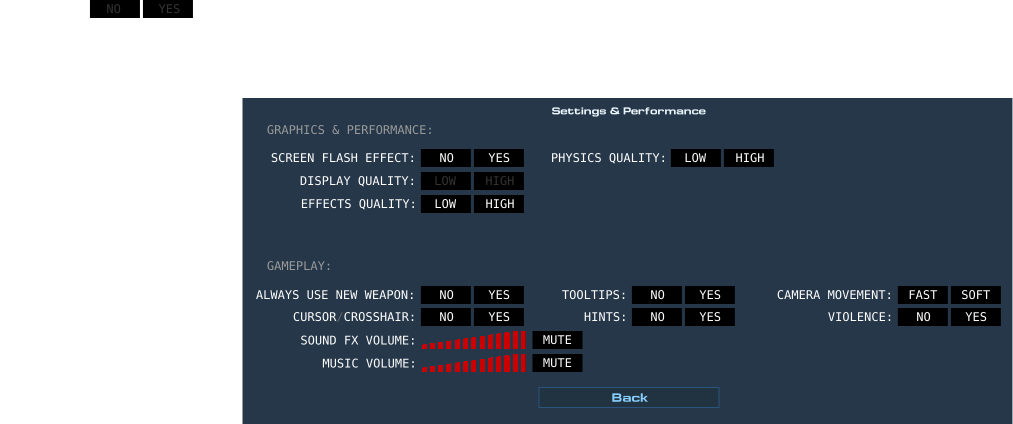 NO YES
Settings & Performance
GRAPHICS & PERFORMANCE:
SCREEN FLASH EFFECT: NO YES PHYSICS QUALITY: LOW HIGH
DISPLAY QUALITY: LOW HIGH
EFFECTS QUALITY: LOW HIGH
GAMEPLAY:
ALWAYS USE NEW WEAPON: NO YES TOOLTIPS: NO YES CAMERA MOVEMENT: FAST SOFT
CURSOR/CROSSHAIR: NO YES HINTS: NO YES VIOLENCE: NO YES
SOUND FX VOLUME: MUTE
MUSIC VOLUME: MUTE
Back